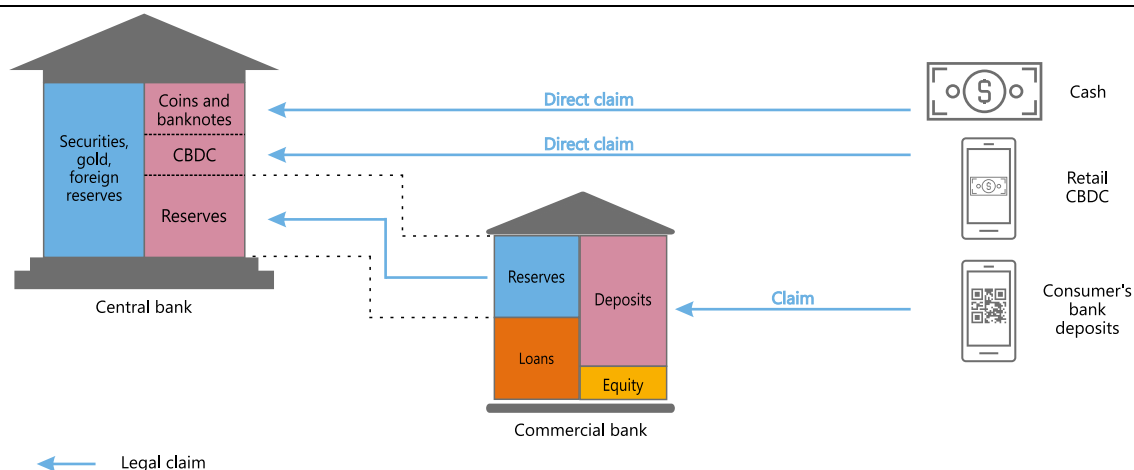 Coins and
banknotes
Securities,
gold,
foreign
reserves
CBDC
Reserves
Central bank
Direct claim
Direct claim
Cash
$
Retail
CBDC
$
Reserves
Deposits
Loans
Equity
Commercial bank
Claim
Consumer's
bank
deposits
Legal claim